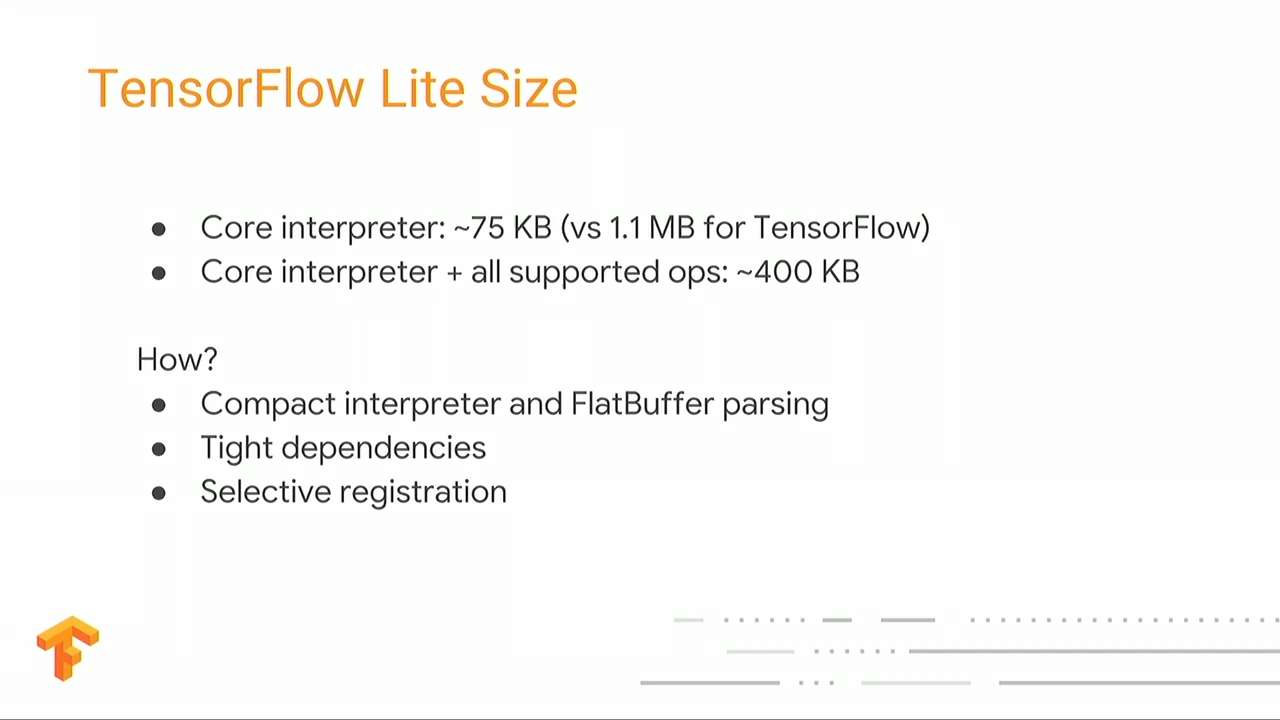 TensorFlow Lite Size
● Core interpreter: ~75 KB (vs 1.1 MB for TensorFlow)
● Core interpreter + all supported ops: ~400 KB
How?
● Compact interpreter and FlatBuffer parsing
● Tight dependencies
● Selective registration